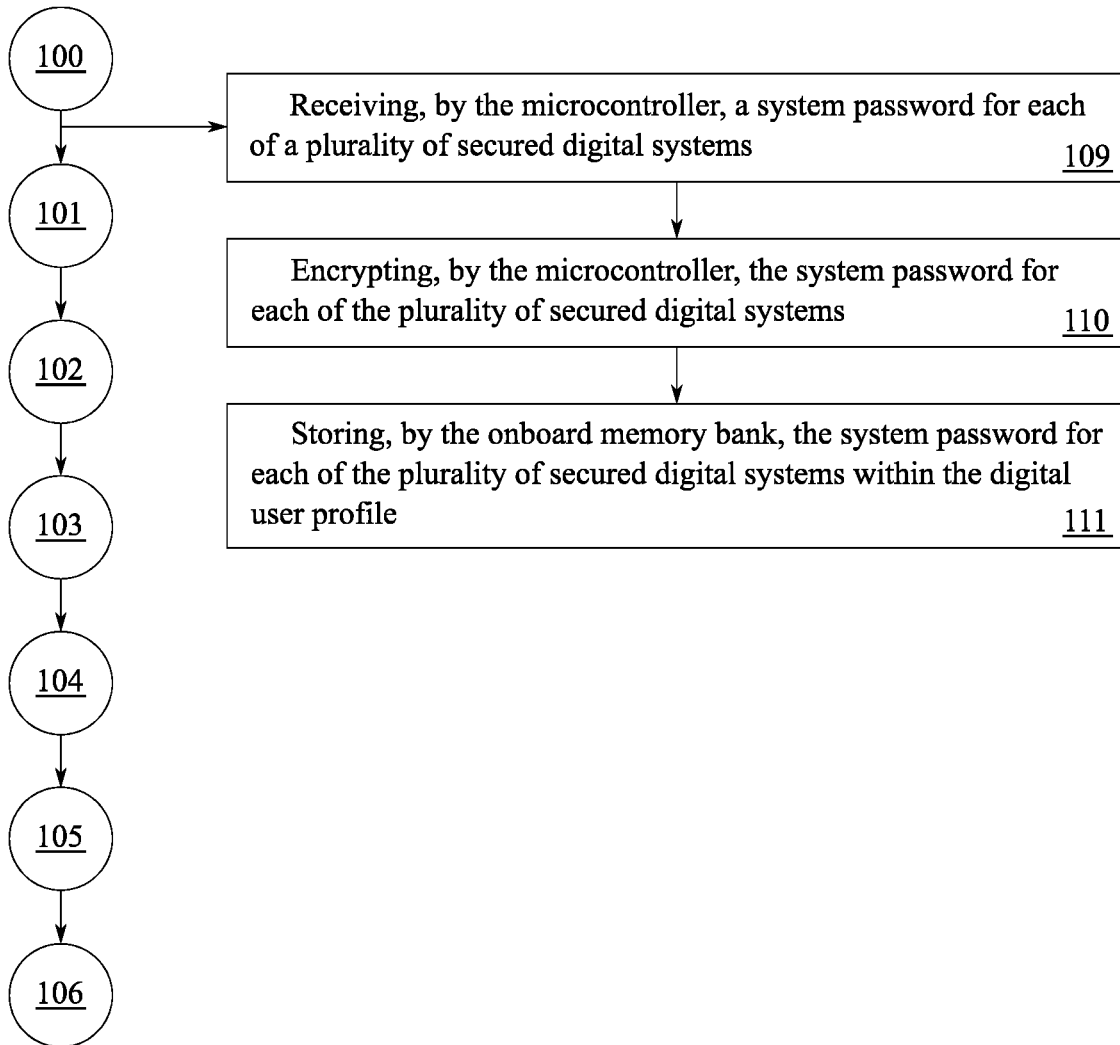 100
Receiving, by the microcontroller, a system password for each
of a plurality of secured digital systems
109
101
Encrypting, by the microcontroller, the system password for
each of the plurality of secured digital systems
110
102
Storing, by the onboard memory bank, the system password for
each of the plurality of secured digital systems within the digital
user profile
111
103
104
105
106